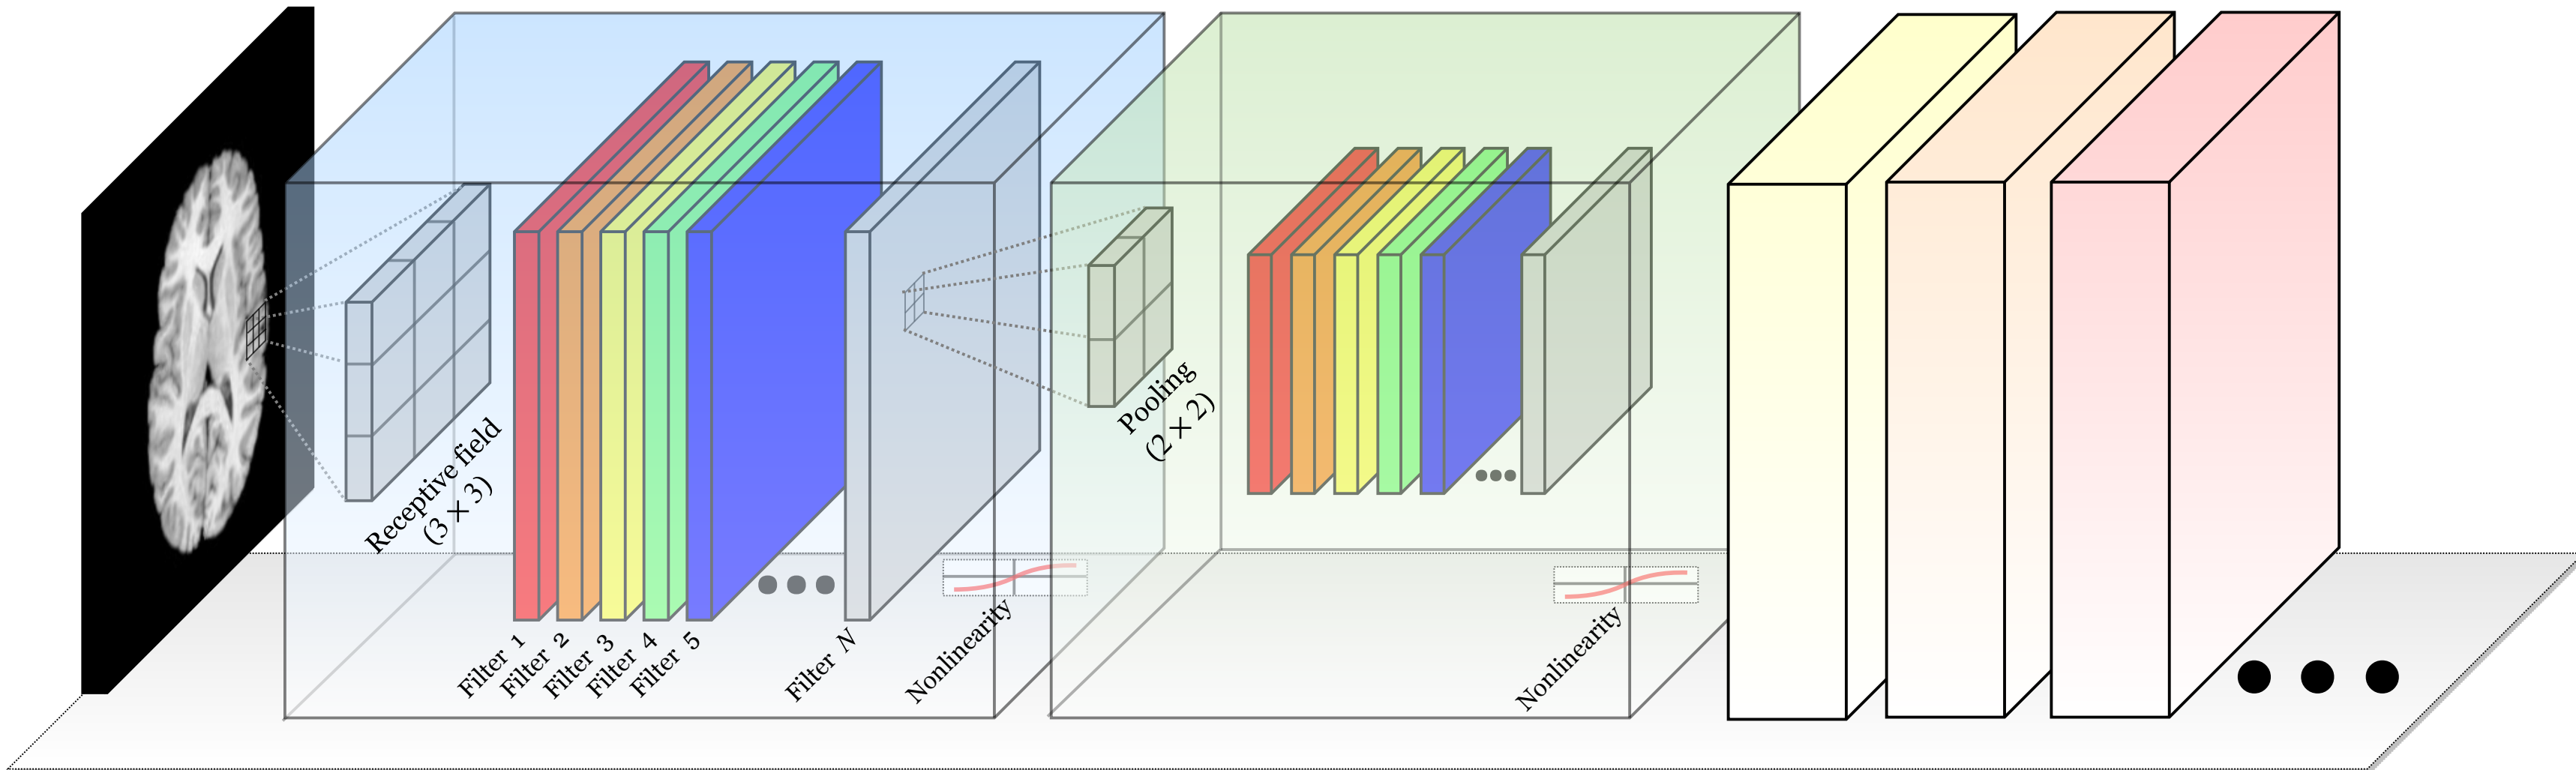 Receptive field
(3 × 3)
Filter 1
Filter 2
Filter 3
Filter 4
Filter 5
Filter N
Nonlinearity
Pooling
(2 × 2)
Nonlinearity